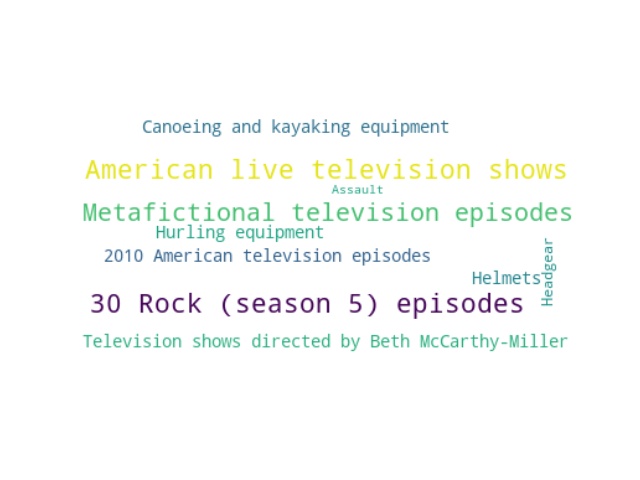 Canoeing and kayaking equipment
American live television shows
Assault
Metafictional television episodes
Hurling equipment
2010 American television episodes
Helmets
Headgear
30 Rock (season 5) episodes
Television shows directed by Beth McCarthy-Miller